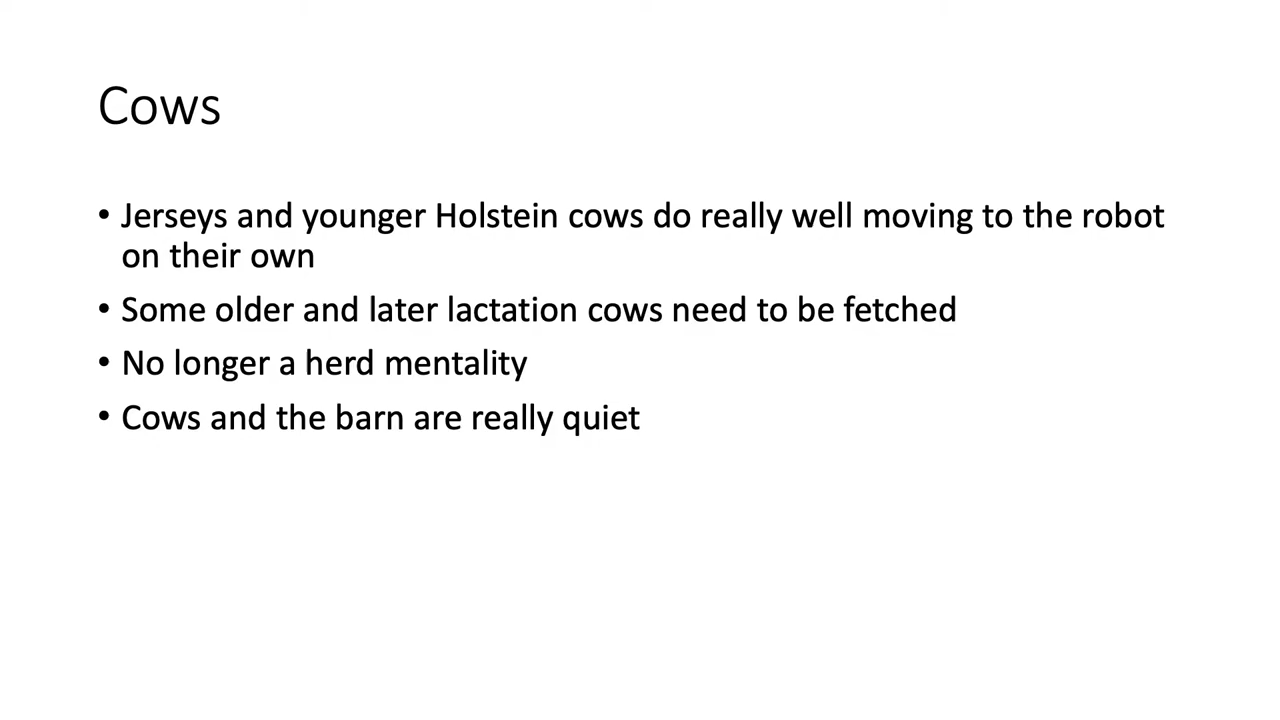 Cows
• Jerseys and younger Holstein cows do really well moving to the robot
on their own
• Some older and later lactation cows need to be fetched
• No longer a herd mentality
• Cows and the barn are really quiet